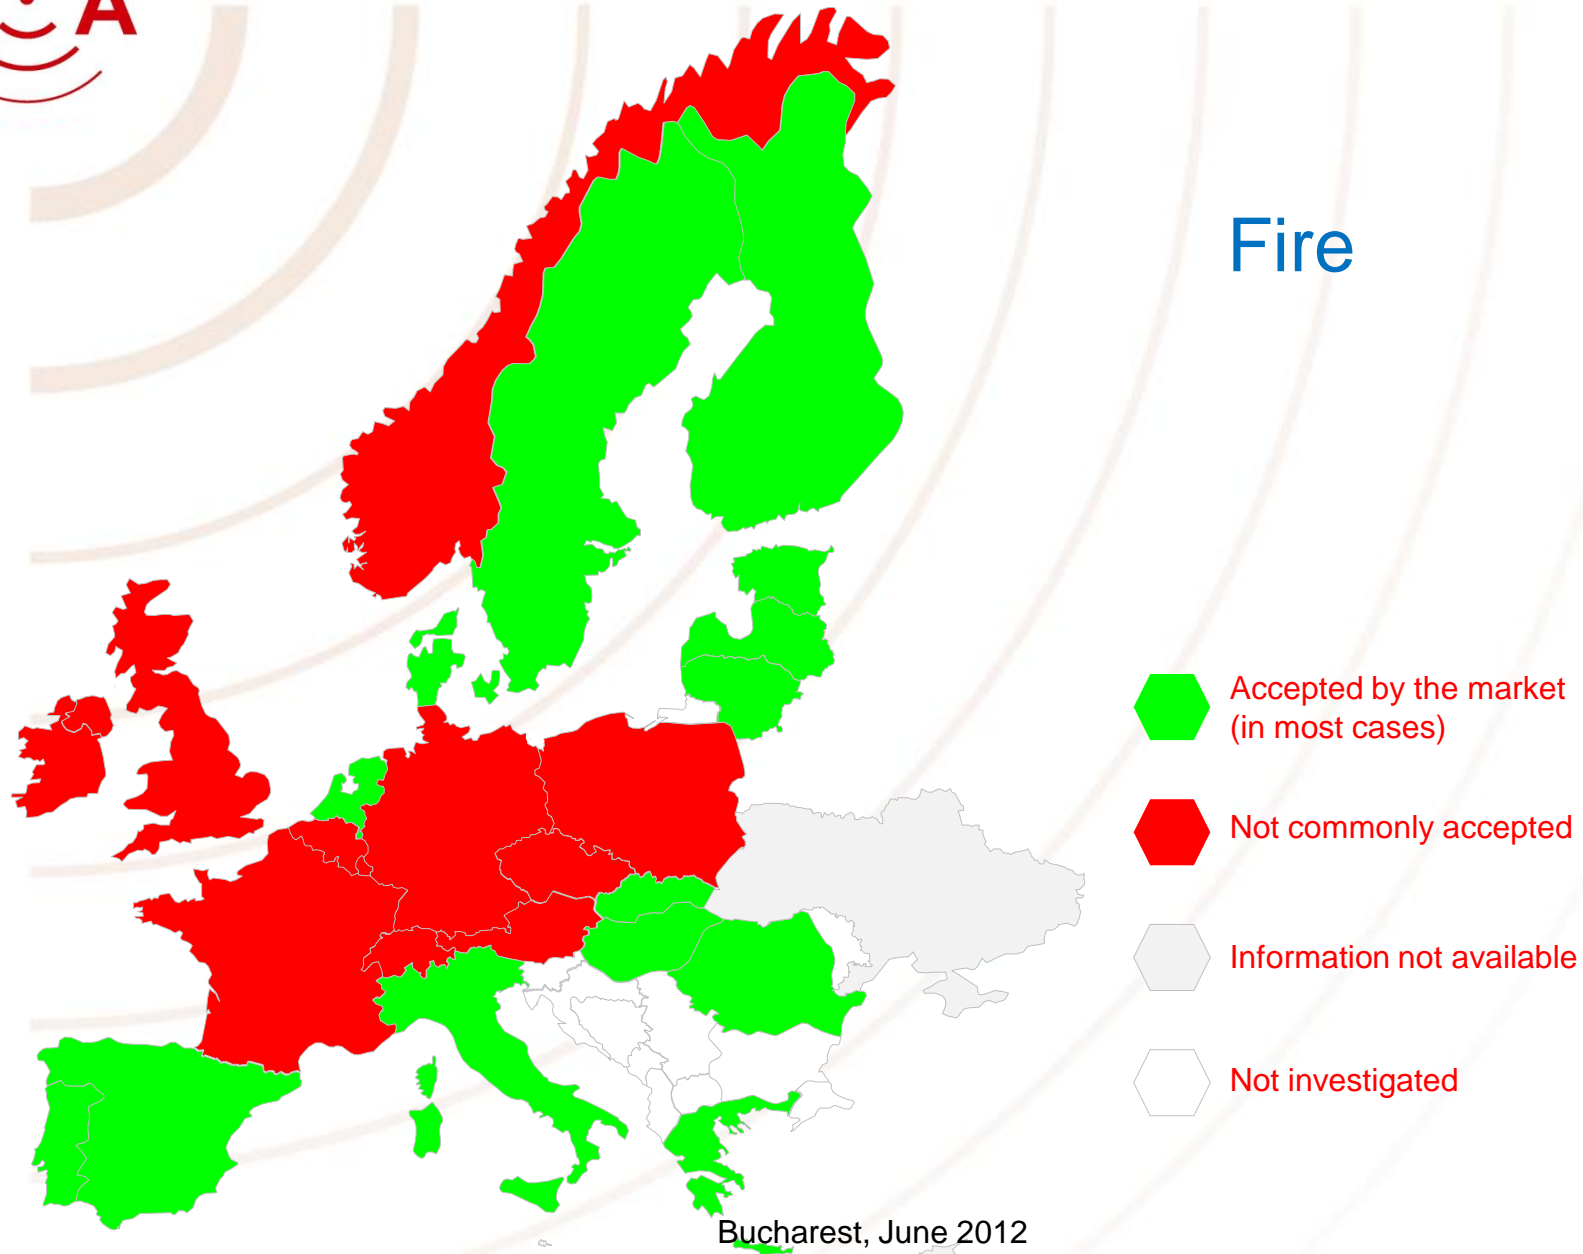 A
Fire
Accepted by the market
(in most cases)
Not commonly accepted
Information not available
Not investigated
Bucharest, June 2012